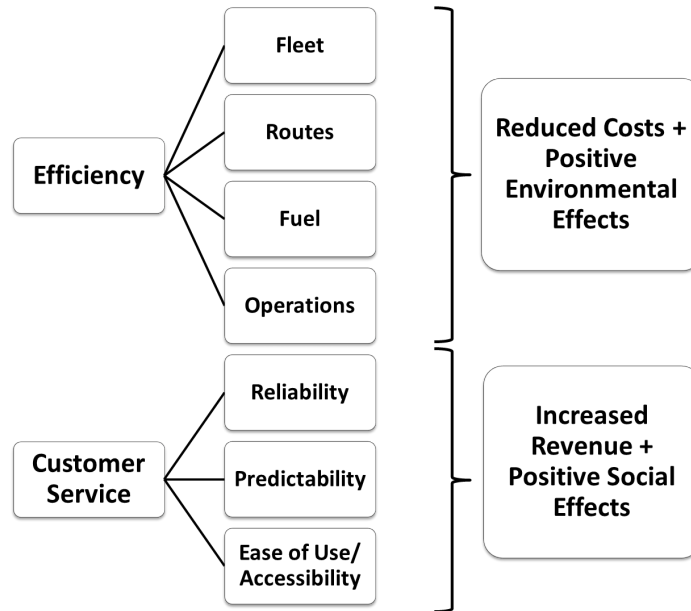 Efficiency
Fleet
Routes
Fuel
Operations
Reduced Costs +
Positive
Environmental
Effects
Customer
Service
Reliability
Predictability
Ease of Use/
Accessibility
Increased
Revenue +
Positive Social
Effects